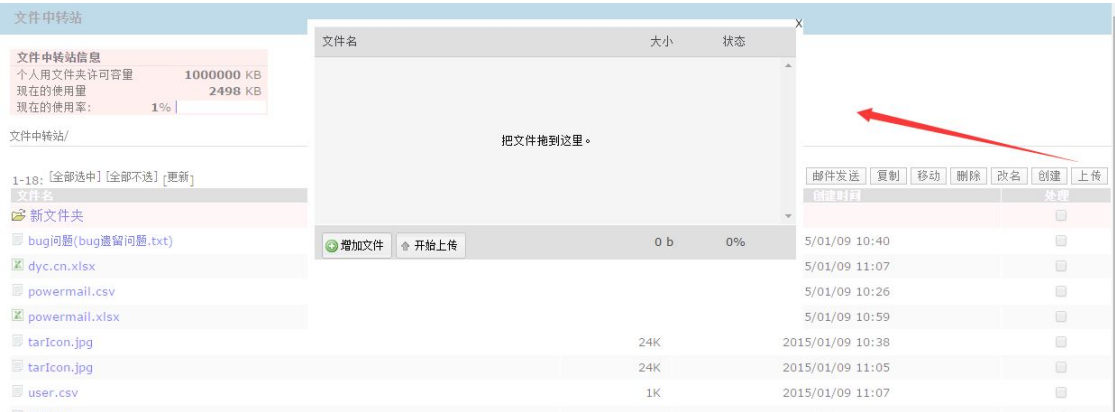 文件中转站
文件中转站信息
个人用文件夹许可容量 1000000 KB
现在的使用量 2498 KB
现在的使用率: 1%
文件中转站/
X
文件名 大小 状态
把文件拖到这里。
增加文件 开始上传 0 b 0%
1-18: [全部选中] [全部不选] [更新]
邮件发送 复制 移动 删除 改名 创建 上传
文件名 创建时间 处理
新文件夹
bug问题(bug遗留问题.txt) 5/01/09 10:40
dyc.cn.xlsx 5/01/09 11:07
powermail.csv 5/01/09 10:26
powermail.xlsx 5/01/09 10:59
tarIcon.jpg 24K 2015/01/09 10:38
tarIcon.jpg 24K 2015/01/09 11:05
user.csv 1K 2015/01/09 11:07